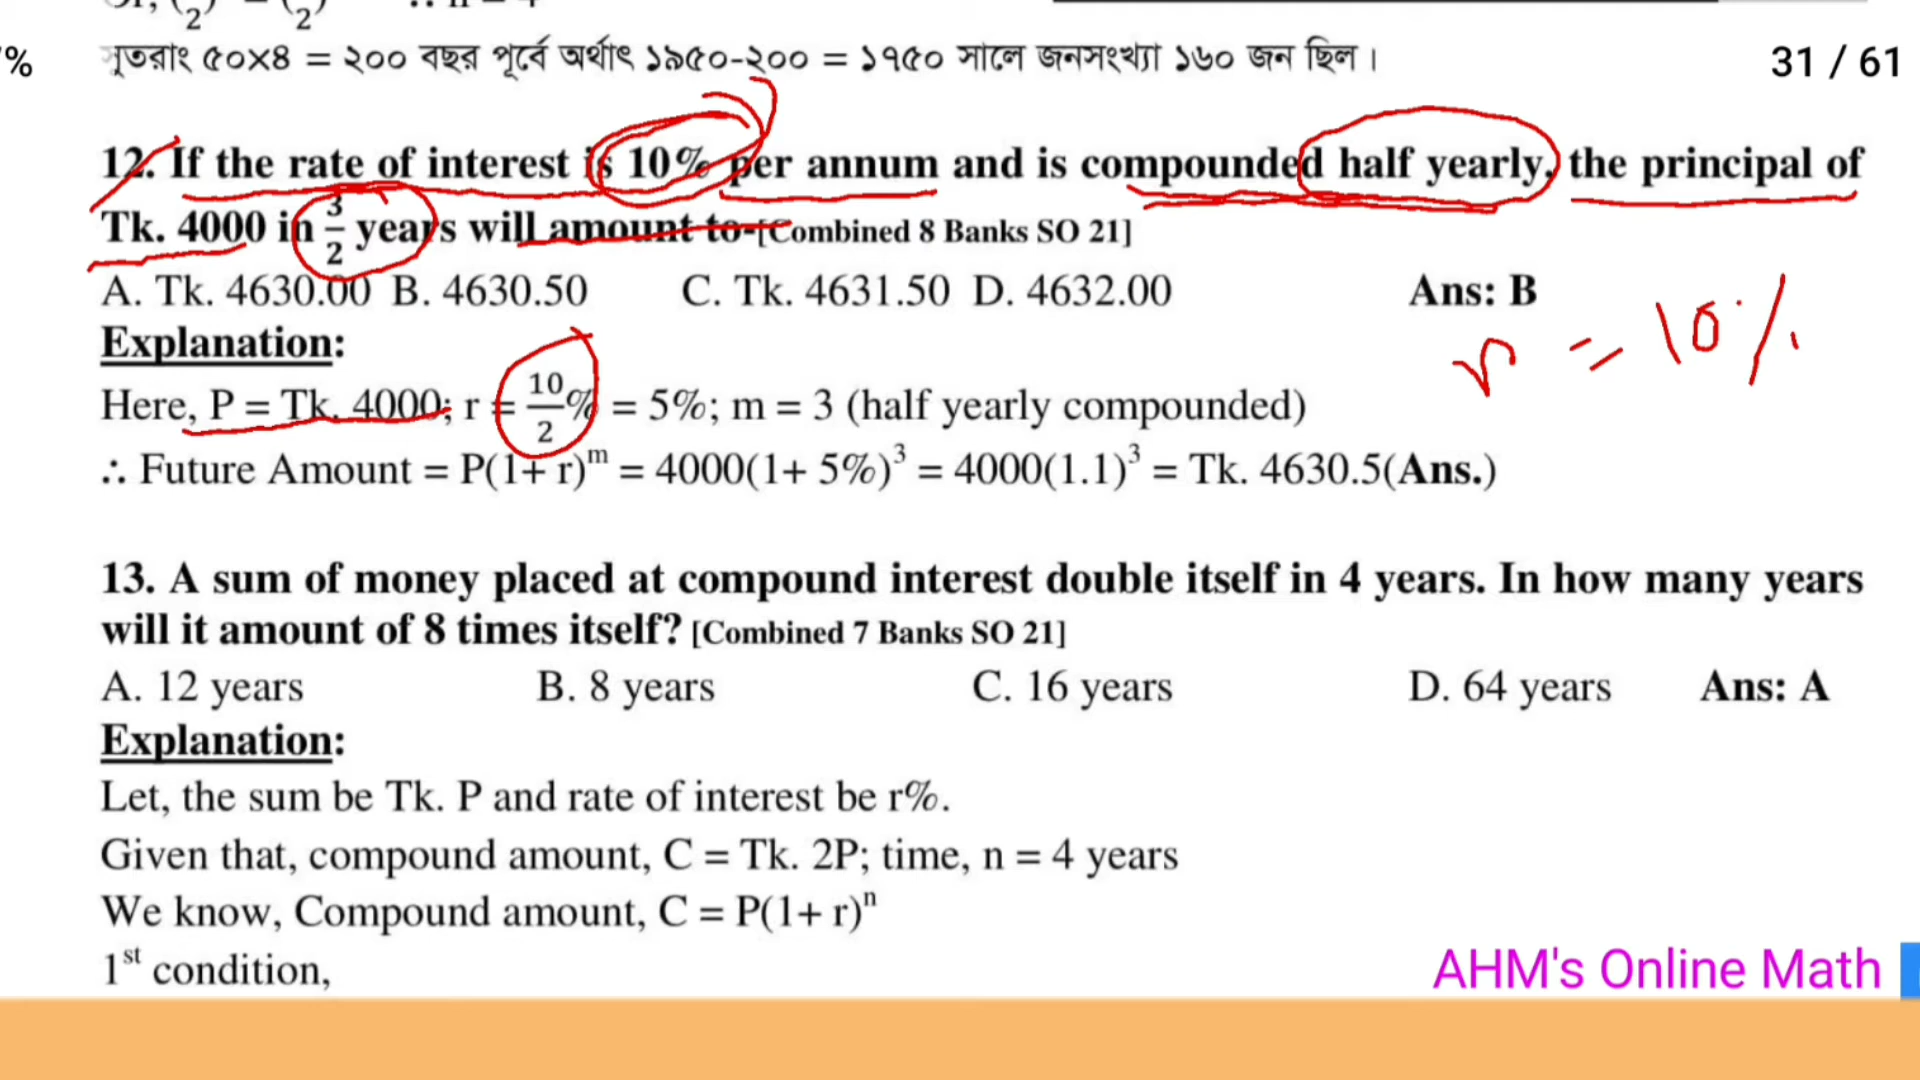 সুতরাং ৫০×৪ = ২০০ বছর পূর্বে অর্থাৎ ১৯৫০-২০০ = ১৭৫০ সালে জনসংখ্যা ১৬০ জন ছিল।
%
31 / 61
12. If the rate of interest is 10% per annum and is compounded half yearly, the principal of
Tk. 4000 in 3/2 years will amount to-[Combined 8 Banks SO 21]
A. Tk. 4630.00 B. 4630.50 C. Tk. 4631.50 D. 4632.00 Ans: B
Explanation:
r = 10%
Here, P = Tk. 4000; r = 10/2% = 5%; m = 3 (half yearly compounded)
∴ Future Amount = P(1+ r)^m = 4000(1+ 5%)^3 = 4000(1.1)^3 = Tk. 4630.5(Ans.)
13. A sum of money placed at compound interest double itself in 4 years. In how many years
will it amount of 8 times itself? [Combined 7 Banks SO 21]
A. 12 years B. 8 years C. 16 years D. 64 years Ans: A
Explanation:
Let, the sum be Tk. P and rate of interest be r%.
Given that, compound amount, C = Tk. 2P; time, n = 4 years
We know, Compound amount, C = P(1+ r)^n
1st condition,
AHM's Online Math